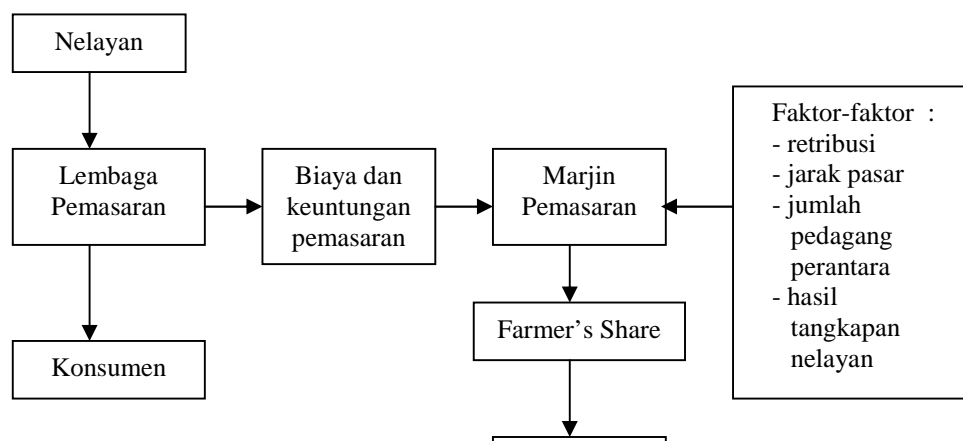 Nelayan
Lembaga
Pemasaran
Biaya dan
keuntungan
pemasaran
Marjin
Pemasaran
Faktor-faktor :
- retribusi
- jarak pasar
- jumlah
pedagang
perantara
- hasil
tangkapan
nelayan
Farmer’s Share
Konsumen